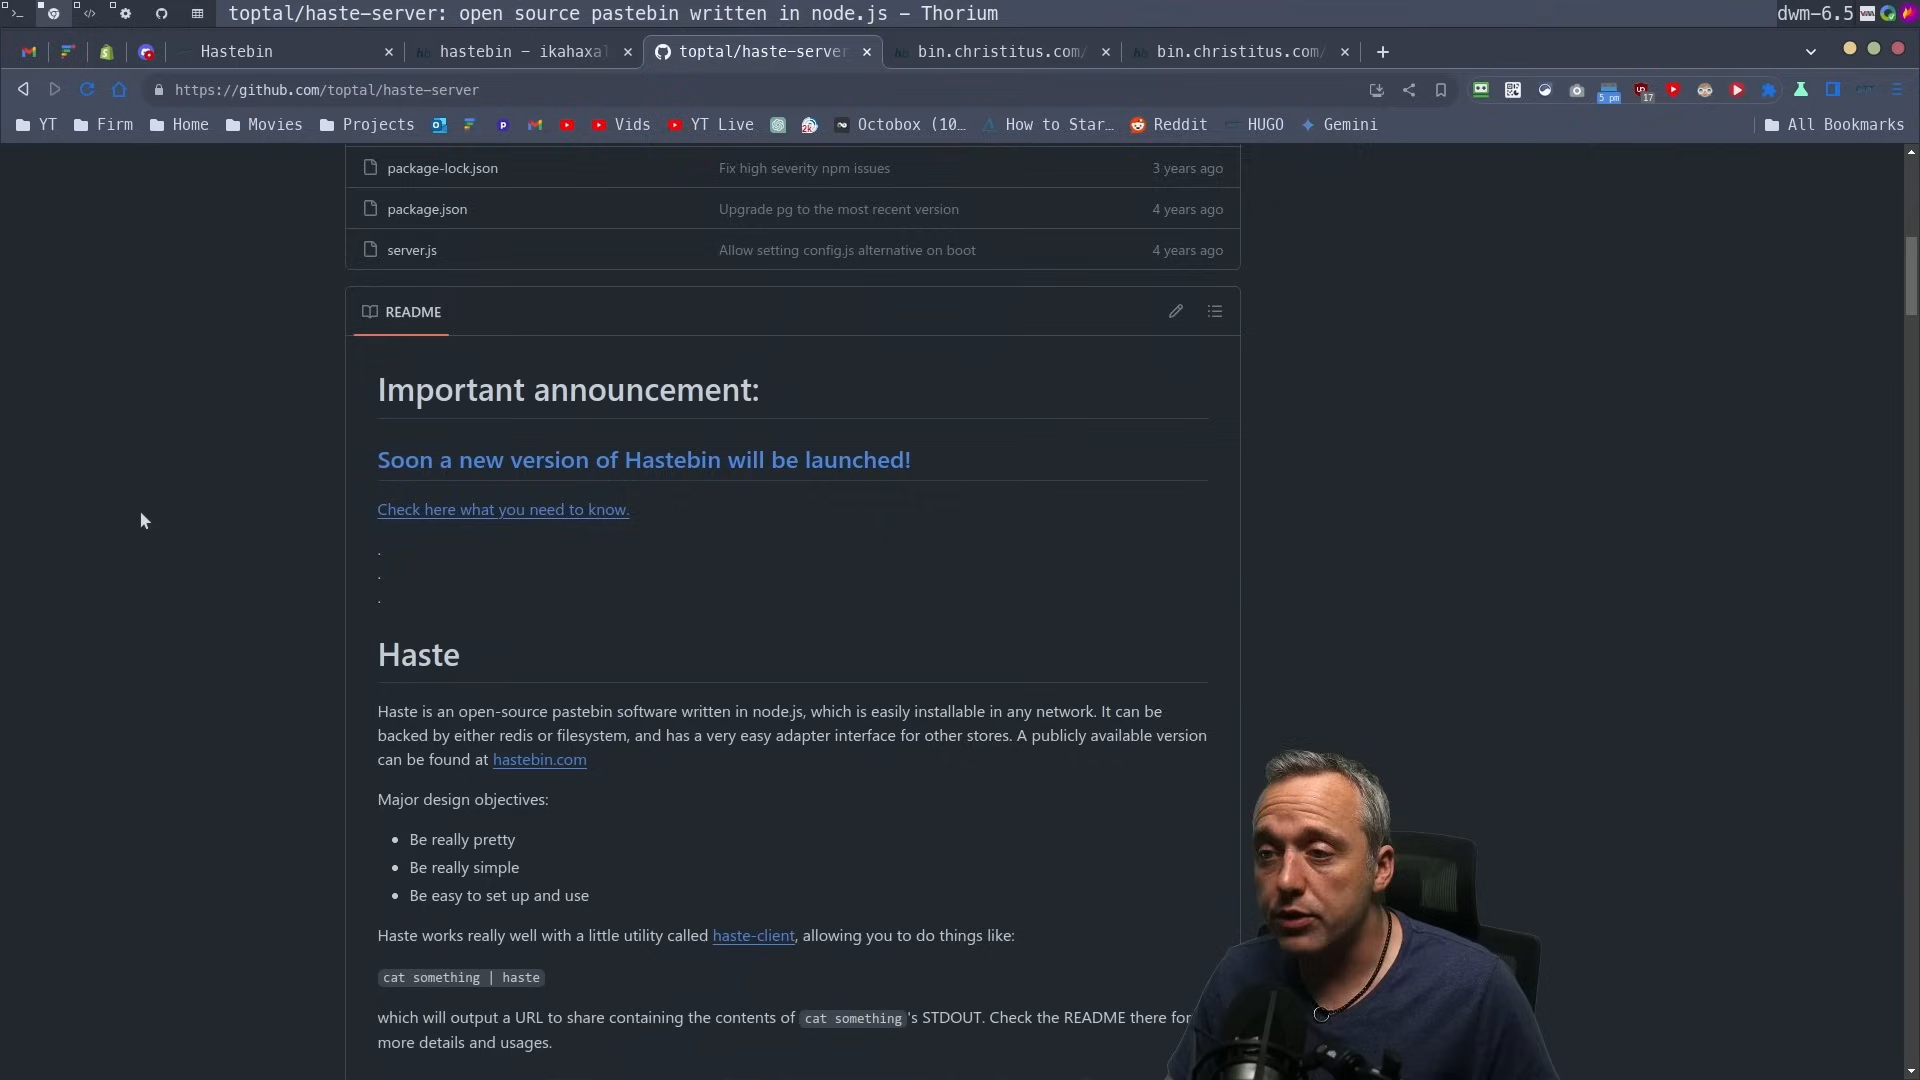 toptal/haste-server: open source pastebin written in node.js - Thorium
dwm-6.5
Hastebin
hastebin - ikahaxal
toptal/haste-server
bin.christitus.com/
bin.christitus.com/
https://github.com/toptal/haste-server
5 pm
17
YT
Firm
Home
Movies
Projects
Vids
YT Live
Octobox (10…
How to Star…
Reddit
HUGO
Gemini
All Bookmarks
package-lock.json Fix high severity npm issues 3 years ago
package.json Upgrade pg to the most recent version 4 years ago
server.js Allow setting config.js alternative on boot 4 years ago
README
Important announcement:
Soon a new version of Hastebin will be launched!
Check here what you need to know.
.
.
.
Haste
Haste is an open-source pastebin software written in node.js, which is easily installable in any network. It can be
backed by either redis or filesystem, and has a very easy adapter interface for other stores. A publicly available version
can be found at hastebin.com
Major design objectives:
• Be really pretty
• Be really simple
• Be easy to set up and use
Haste works really well with a little utility called haste-client, allowing you to do things like:
cat something | haste
which will output a URL to share containing the contents of cat something's STDOUT. Check the README there for
more details and usages.